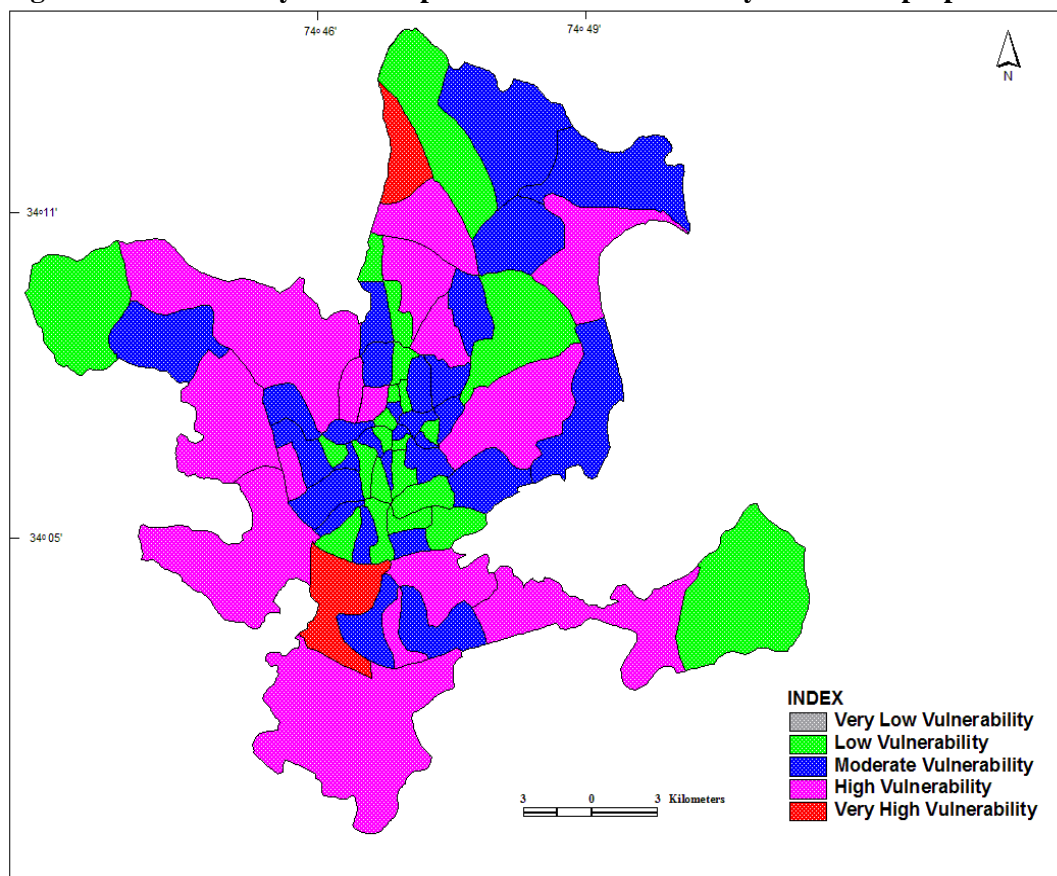 74° 46' 74° 49'
N
34° 11'
34° 05'
INDEX
Very Low Vulnerability
Low Vulnerability
Moderate Vulnerability
High Vulnerability
Very High Vulnerability
3 0 3 Kilometers